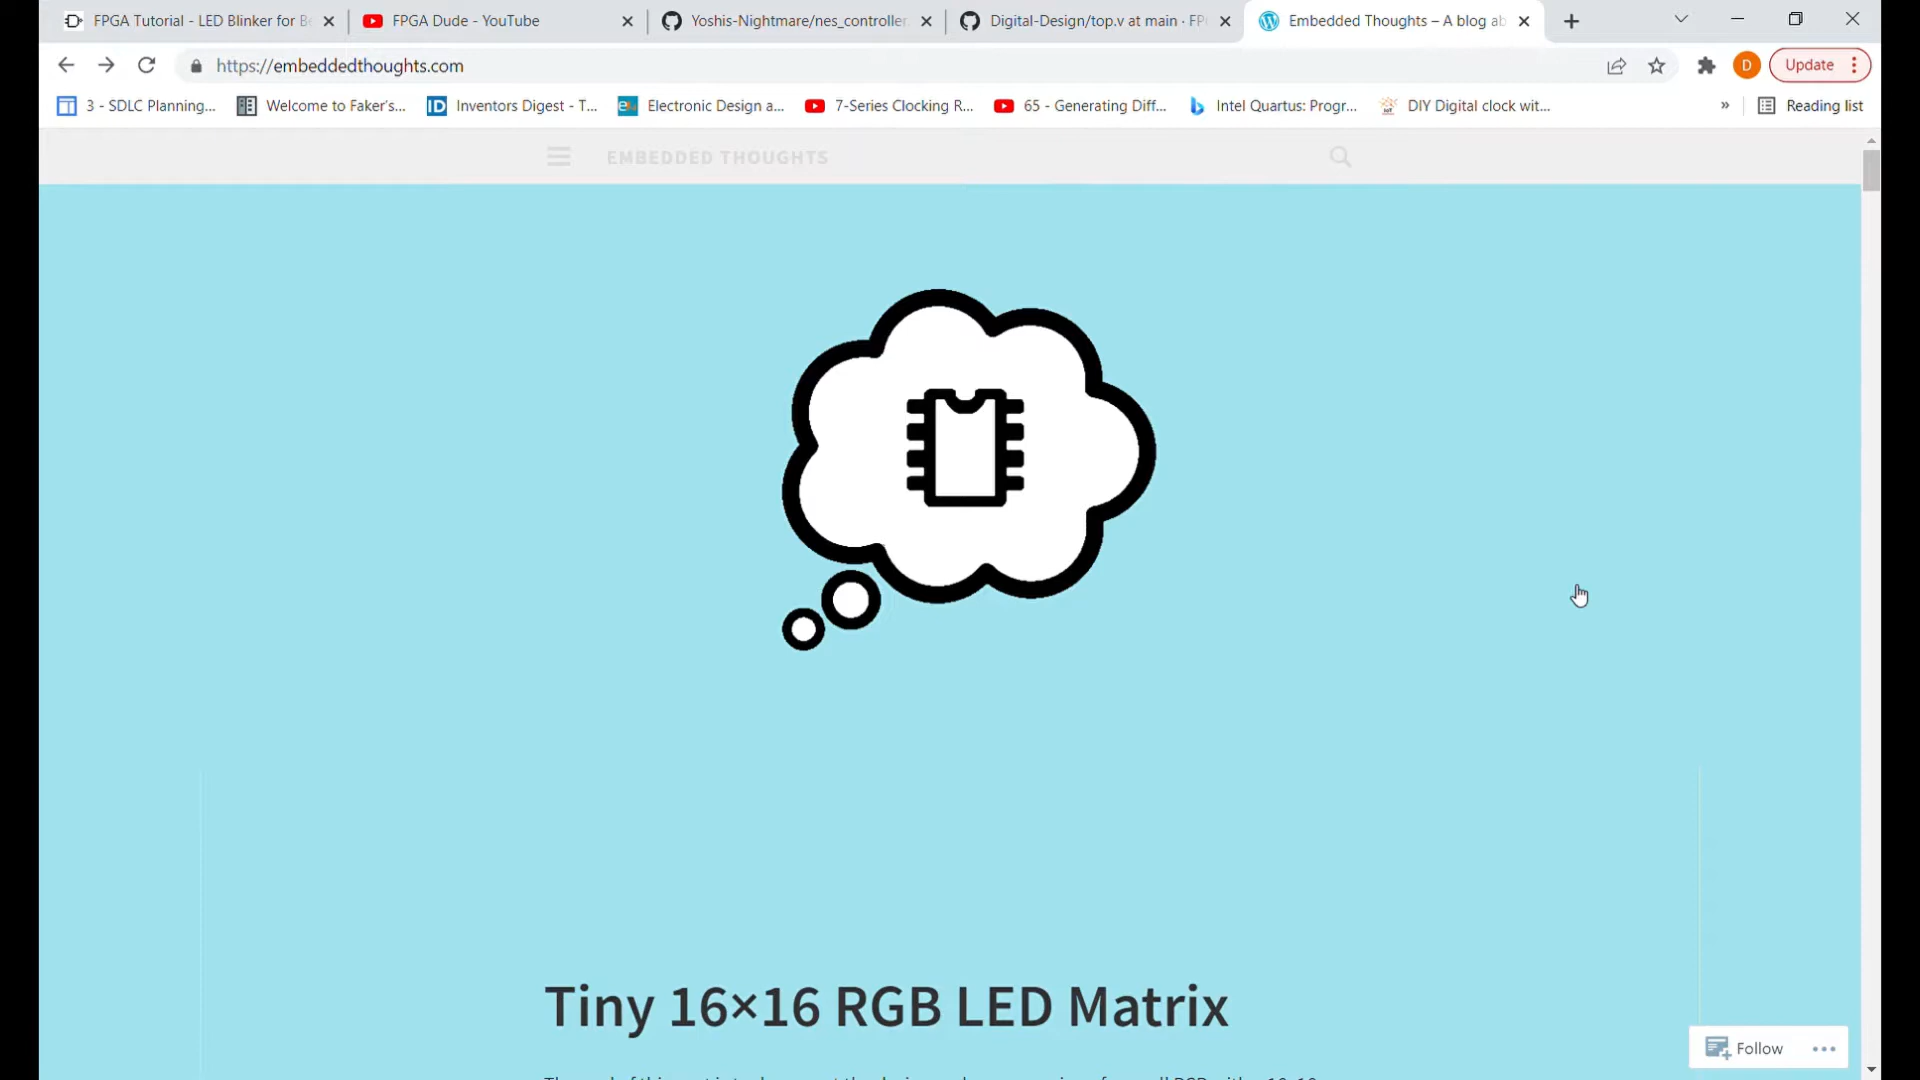 FPGA Tutorial - LED Blinker for Be
FPGA Dude - YouTube
Yoshis-Nightmare/nes_controller.
Digital-Design/top.v at main · FP
Embedded Thoughts – A blog ab
https://embeddedthoughts.com
D
Update
3 - SDLC Planning...
Welcome to Faker's...
ID
Inventors Digest - T...
Electronic Design a...
7-Series Clocking R...
65 - Generating Diff...
Intel Quartus: Progr...
DIY Digital clock wit...
»
Reading list
EMBEDDED THOUGHTS
Tiny 16×16 RGB LED Matrix
Follow